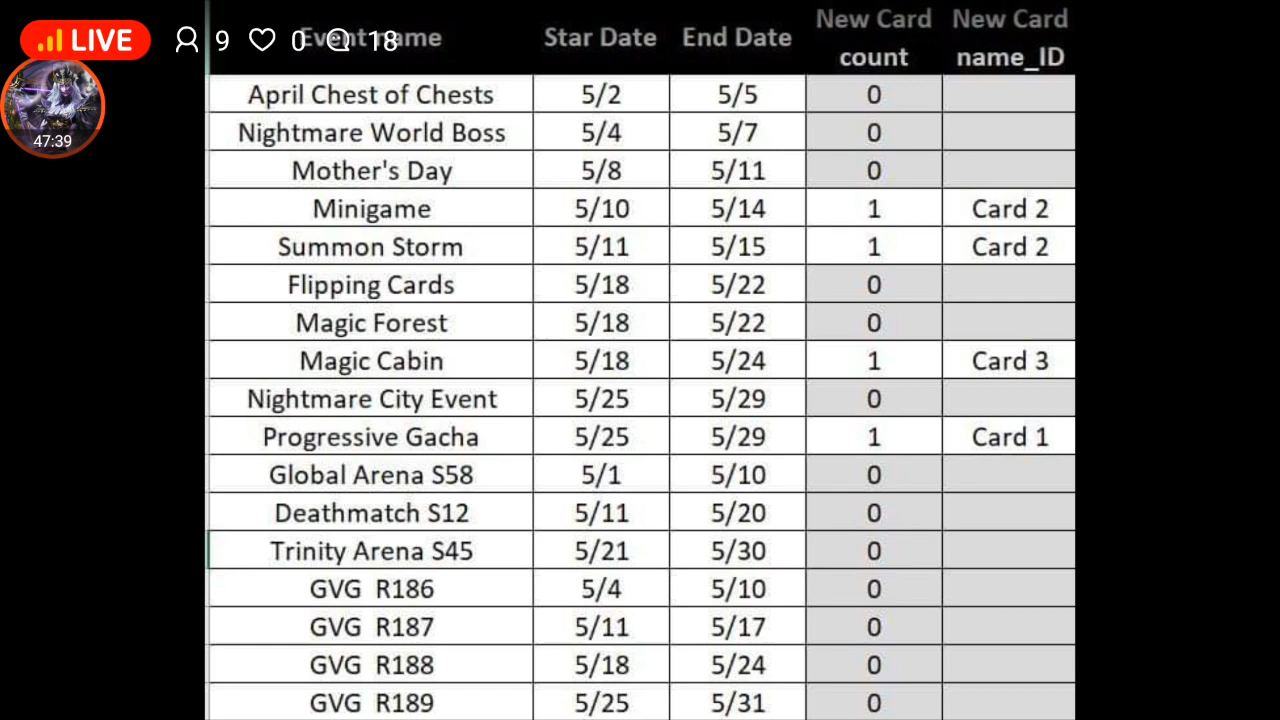 LIVE 9 0 18
47:39
Event name Star Date End Date New Card count New Card name_ID
April Chest of Chests 5/2 5/5 0
Nightmare World Boss 5/4 5/7 0
Mother's Day 5/8 5/11 0
Minigame 5/10 5/14 1 Card 2
Summon Storm 5/11 5/15 1 Card 2
Flipping Cards 5/18 5/22 0
Magic Forest 5/18 5/22 0
Magic Cabin 5/18 5/24 1 Card 3
Nightmare City Event 5/25 5/29 0
Progressive Gacha 5/25 5/29 1 Card 1
Global Arena S58 5/1 5/10 0
Deathmatch S12 5/11 5/20 0
Trinity Arena S45 5/21 5/30 0
GVG R186 5/4 5/10 0
GVG R187 5/11 5/17 0
GVG R188 5/18 5/24 0
GVG R189 5/25 5/31 0